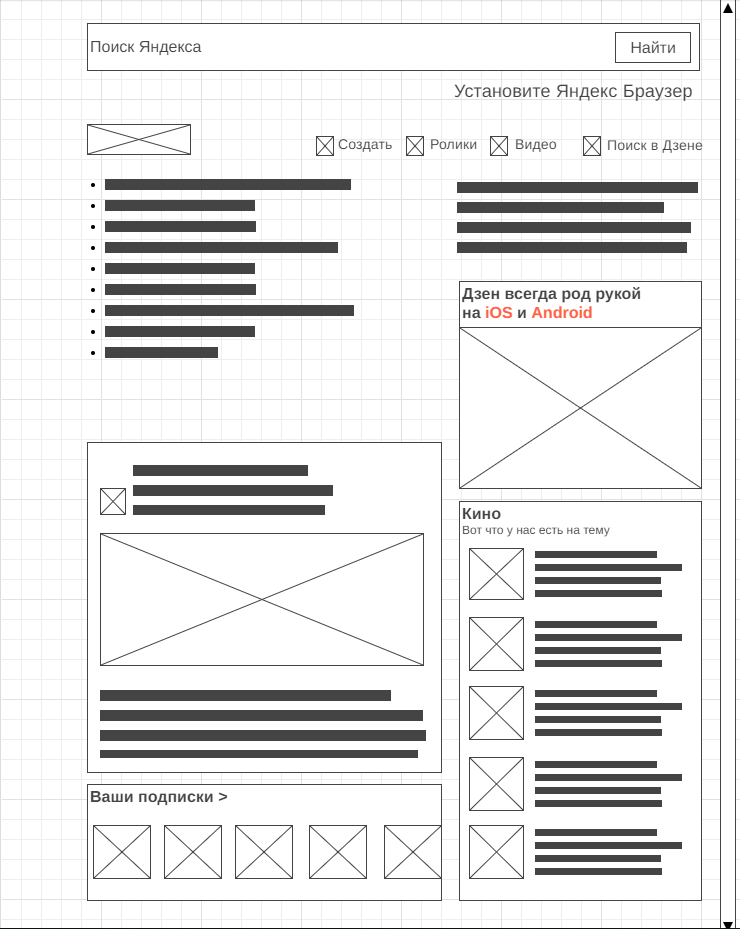 Поиск Яндекса
Найти
Установите Яндекс Браузер
Создать
Ролики
Видео
Поиск в Дзене
Дзен всегда род рукой
на iOS и Android
Кино
Вот что у нас есть на тему
Ваши подписки >